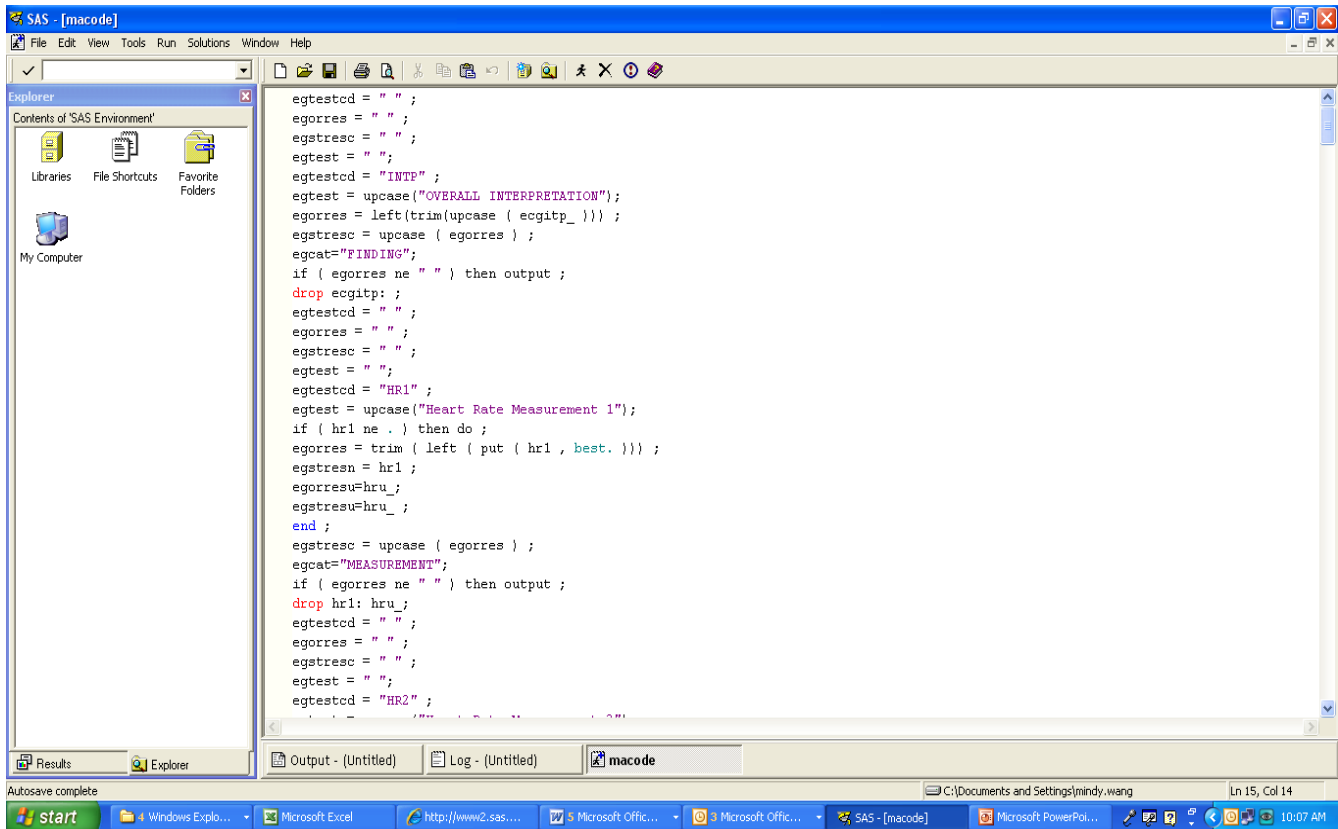 SAS - [macode]
File Edit View Tools Run Solutions Window Help
Explorer
Contents of 'SAS Environment'
Libraries
File Shortcuts
Favorite Folders
My Computer
egtestcd = " " ;
egorres = " " ;
egstresc = " " ;
egtest = " ";
egtestcd = "INTP" ;
egtest = upcase("OVERALL INTERPRETATION");
egorres = left(trim(upcase ( ecgitp_ ))) ;
egstresc = upcase ( egorres ) ;
egcat="FINDING";
if ( egorres ne " " ) then output ;
drop ecgitp: ;
egtestcd = " " ;
egorres = " " ;
egstresc = " " ;
egtest = " ";
egtestcd = "HR1" ;
egtest = upcase("Heart Rate Measurement 1");
if ( hr1 ne . ) then do ;
egorres = trim ( left ( put ( hr1 , best. ))) ;
egstresn = hr1 ;
egorresu=hru_;
egstresu=hru_ ;
end ;
egstresc = upcase ( egorres ) ;
egcat="MEASUREMENT";
if ( egorres ne " " ) then output ;
drop hr1: hru_;
egtestcd = " " ;
egorres = " " ;
egstresc = " " ;
egtest = " ";
egtestcd = "HR2" ;
Results
Explorer
Output - (Untitled)
Log - (Untitled)
macode
Autosave complete
C:\Documents and Settings\mindy.wang
Ln 15, Col 14
start
4 Windows Explo...
Microsoft Excel
http://www2.sas....
5 Microsoft Offic...
3 Microsoft Offic...
SAS - [macode]
Microsoft PowerPoi...
10:07 AM